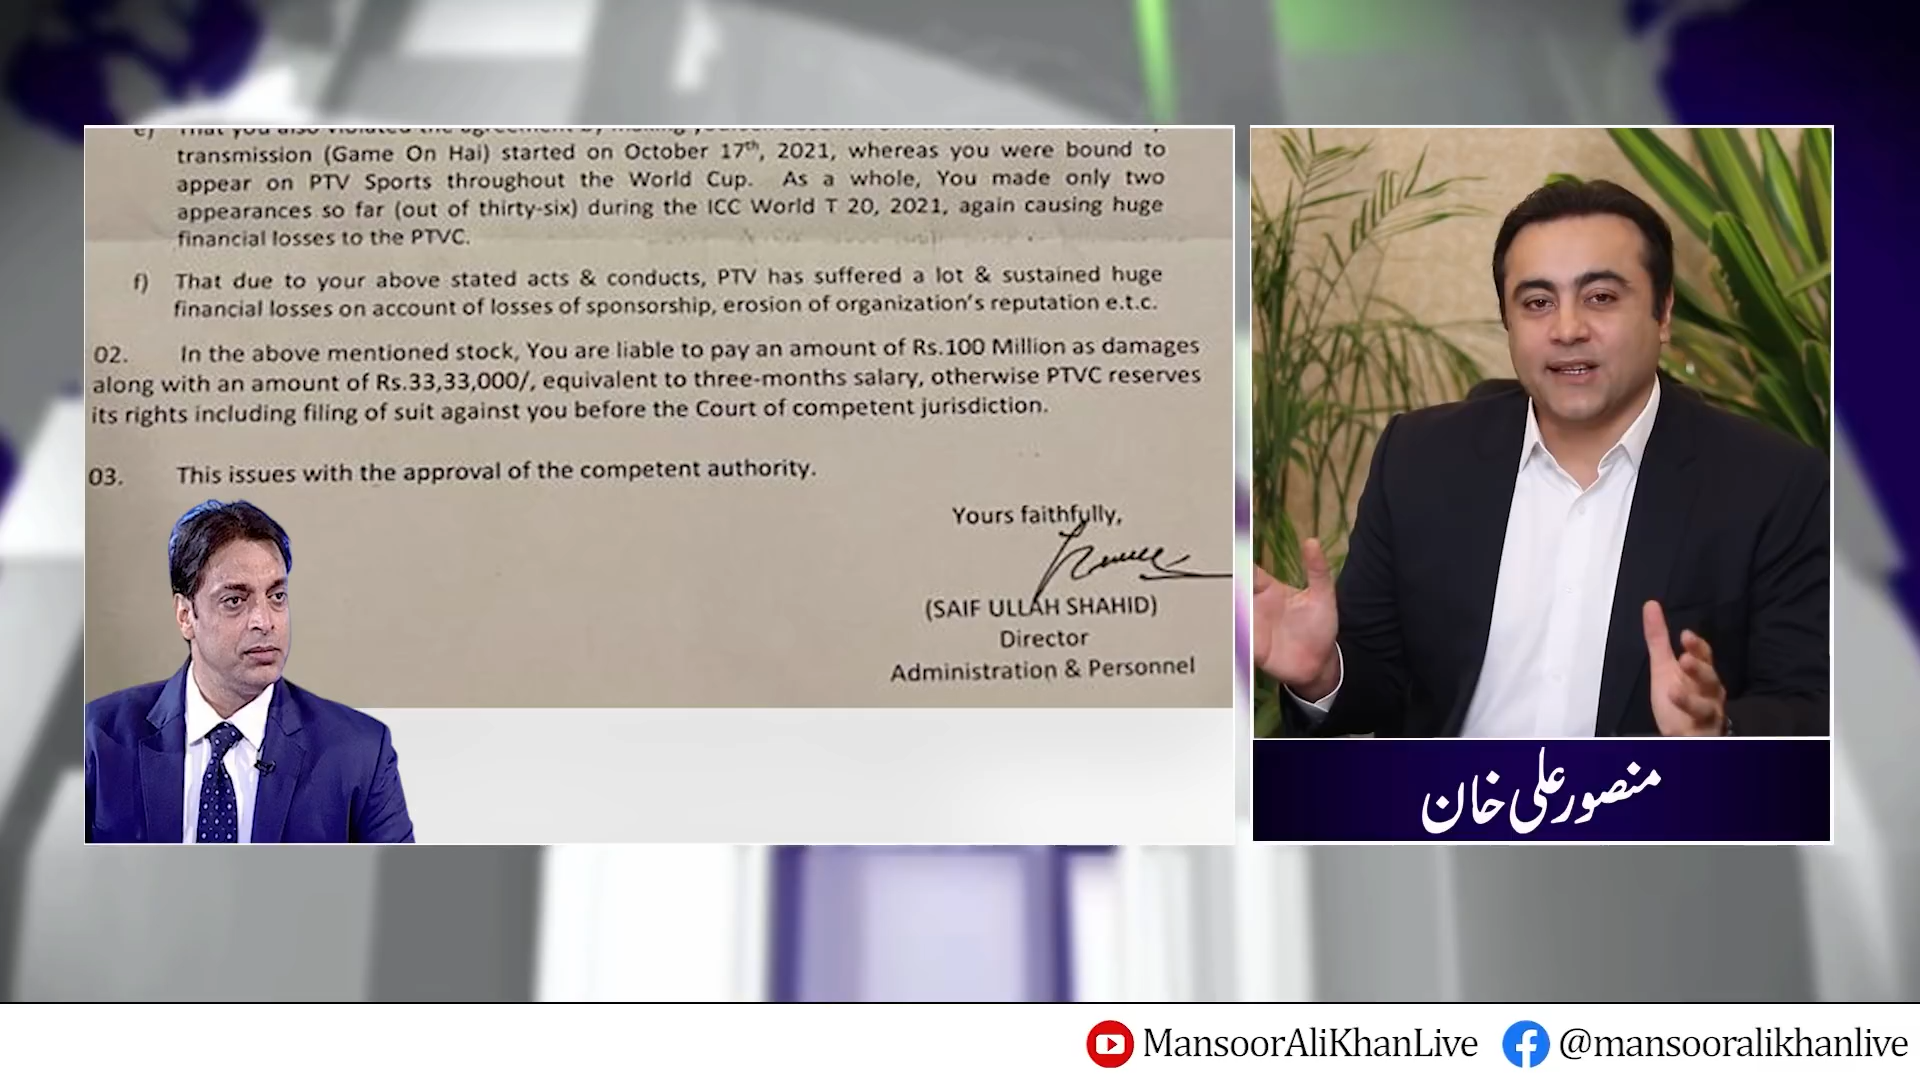 transmission (Game On Hai) started on October 17th, 2021, whereas you were bound to
appear on PTV Sports throughout the World Cup. As a whole, You made only two
appearances so far (out of thirty-six) during the ICC World T 20, 2021, again causing huge
financial losses to the PTVC.
f) That due to your above stated acts & conducts, PTV has suffered a lot & sustained huge
financial losses on account of losses of sponsorship, erosion of organization's reputation e.t.c.
02. In the above mentioned stock, You are liable to pay an amount of Rs.100 Million as damages
along with an amount of Rs.33,33,000/, equivalent to three-months salary, otherwise PTVC reserves
its rights including filing of suit against you before the Court of competent jurisdiction.
03. This issues with the approval of the competent authority.
Yours faithfully,
(SAIF ULLAH SHAHID)
Director
Administration & Personnel
منصور علی خان
MansoorAliKhanLive @mansooralikhanlive